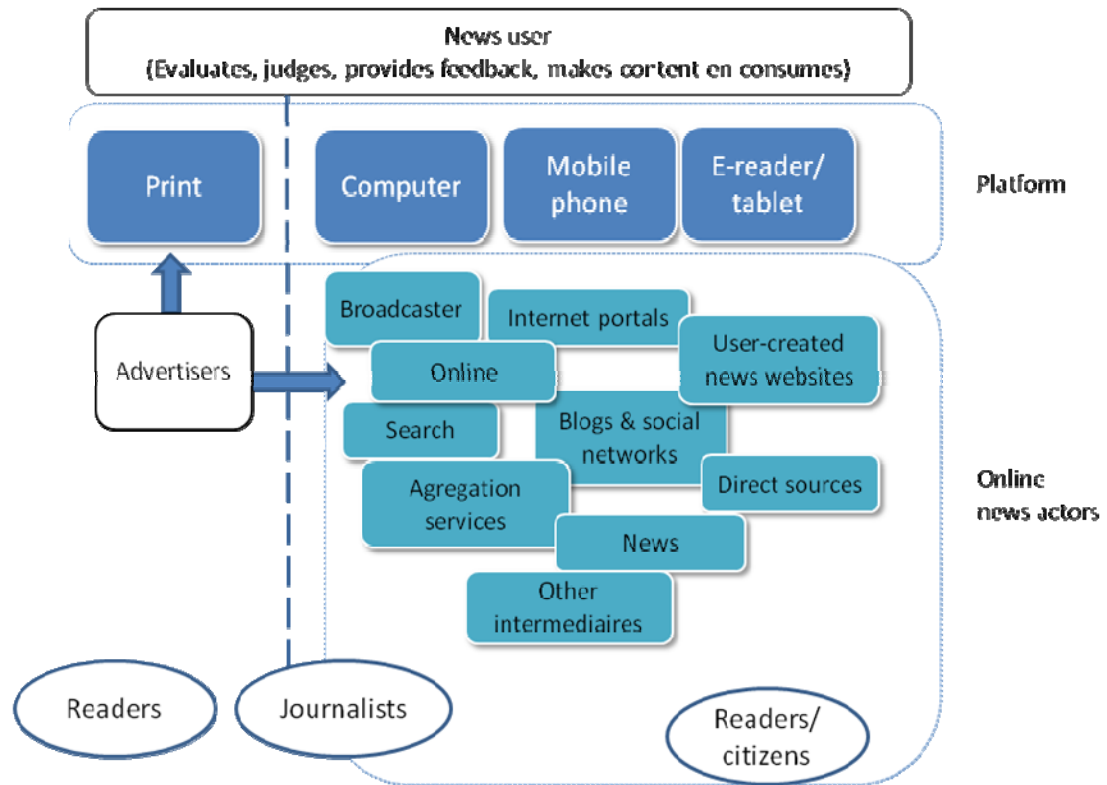 News user
(Evaluates, judges, provides feedback, makes content en consumes)
Print
Computer
Mobile
phone
E-reader/
tablet
Platform
Advertisers
Broadcaster
Internet portals
User-created
news websites
Online
Search
Blogs & social
networks
Agregation
services
Direct sources
News
Other
intermediaires
Online
news actors
Readers
Journalists
Readers/
citizens